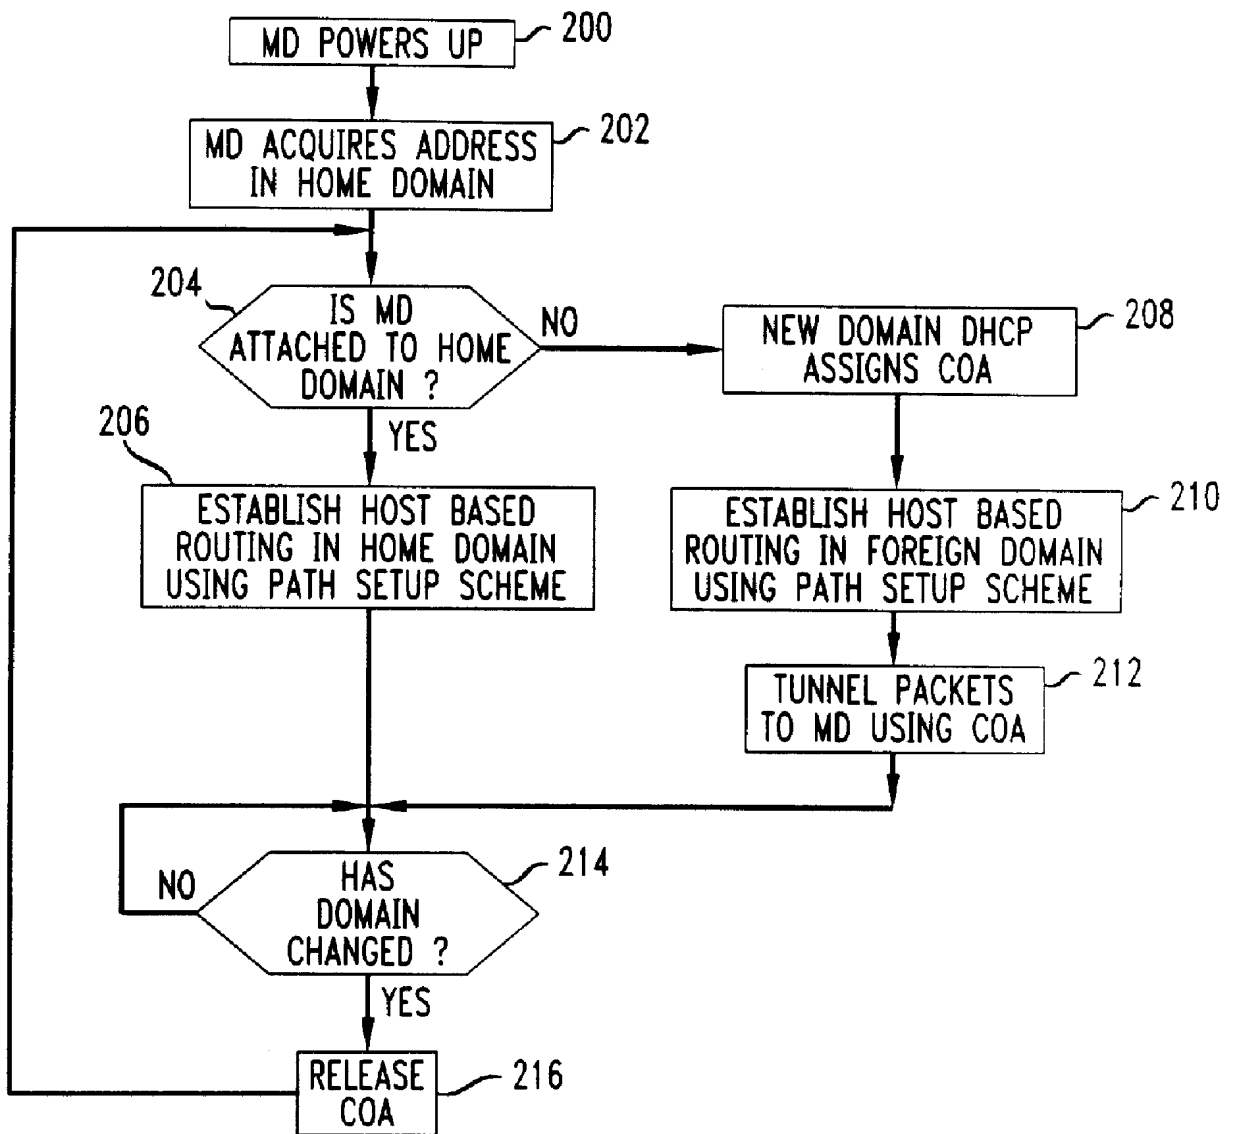 MD POWERS UP
200
MD ACQUIRES ADDRESS
IN HOME DOMAIN
202
204
IS MD
ATTACHED TO HOME
DOMAIN ?
NO
YES
NEW DOMAIN DHCP
ASSIGNS COA
208
206
ESTABLISH HOST BASED
ROUTING IN HOME DOMAIN
USING PATH SETUP SCHEME
ESTABLISH HOST BASED
ROUTING IN FOREIGN DOMAIN
USING PATH SETUP SCHEME
210
TUNNEL PACKETS
TO MD USING COA
212
NO
HAS
DOMAIN
CHANGED ?
214
YES
RELEASE
COA
216